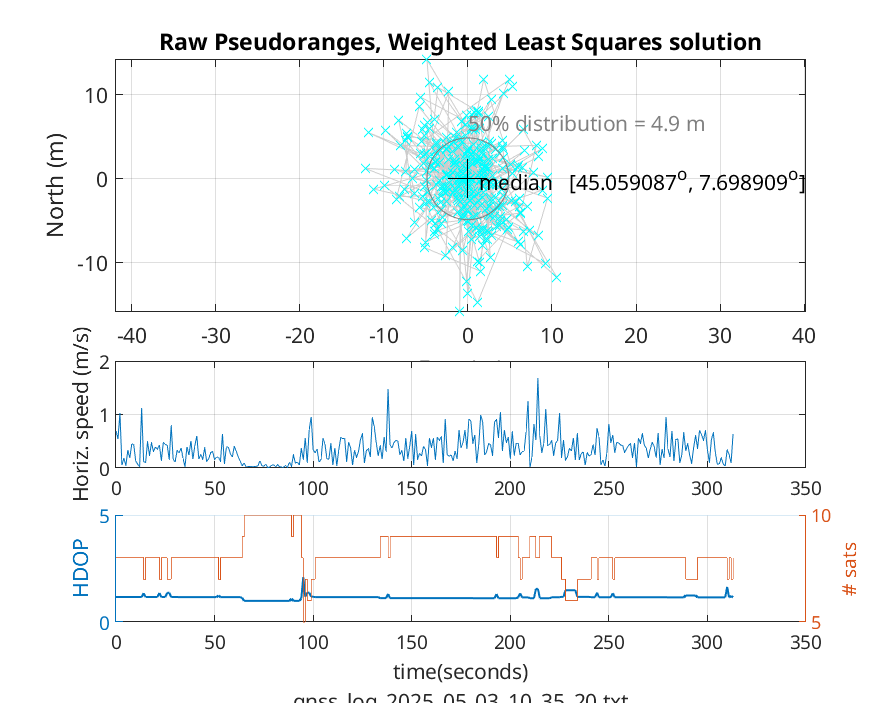 Raw Pseudoranges, Weighted Least Squares solution
North (m)
10
0
-10
50% distribution = 4.9 m
median [45.059087º, 7.698909º]
-40 -30 -20 -10 0 10 20 30 40
Horiz. speed (m/s)
2
1
0
0 50 100 150 200 250 300 350
HDOP
5
0
10
5
# sats
0 50 100 150 200 250 300 350
time(seconds)
gnss_log_2025_05_03_10_35_20.txt